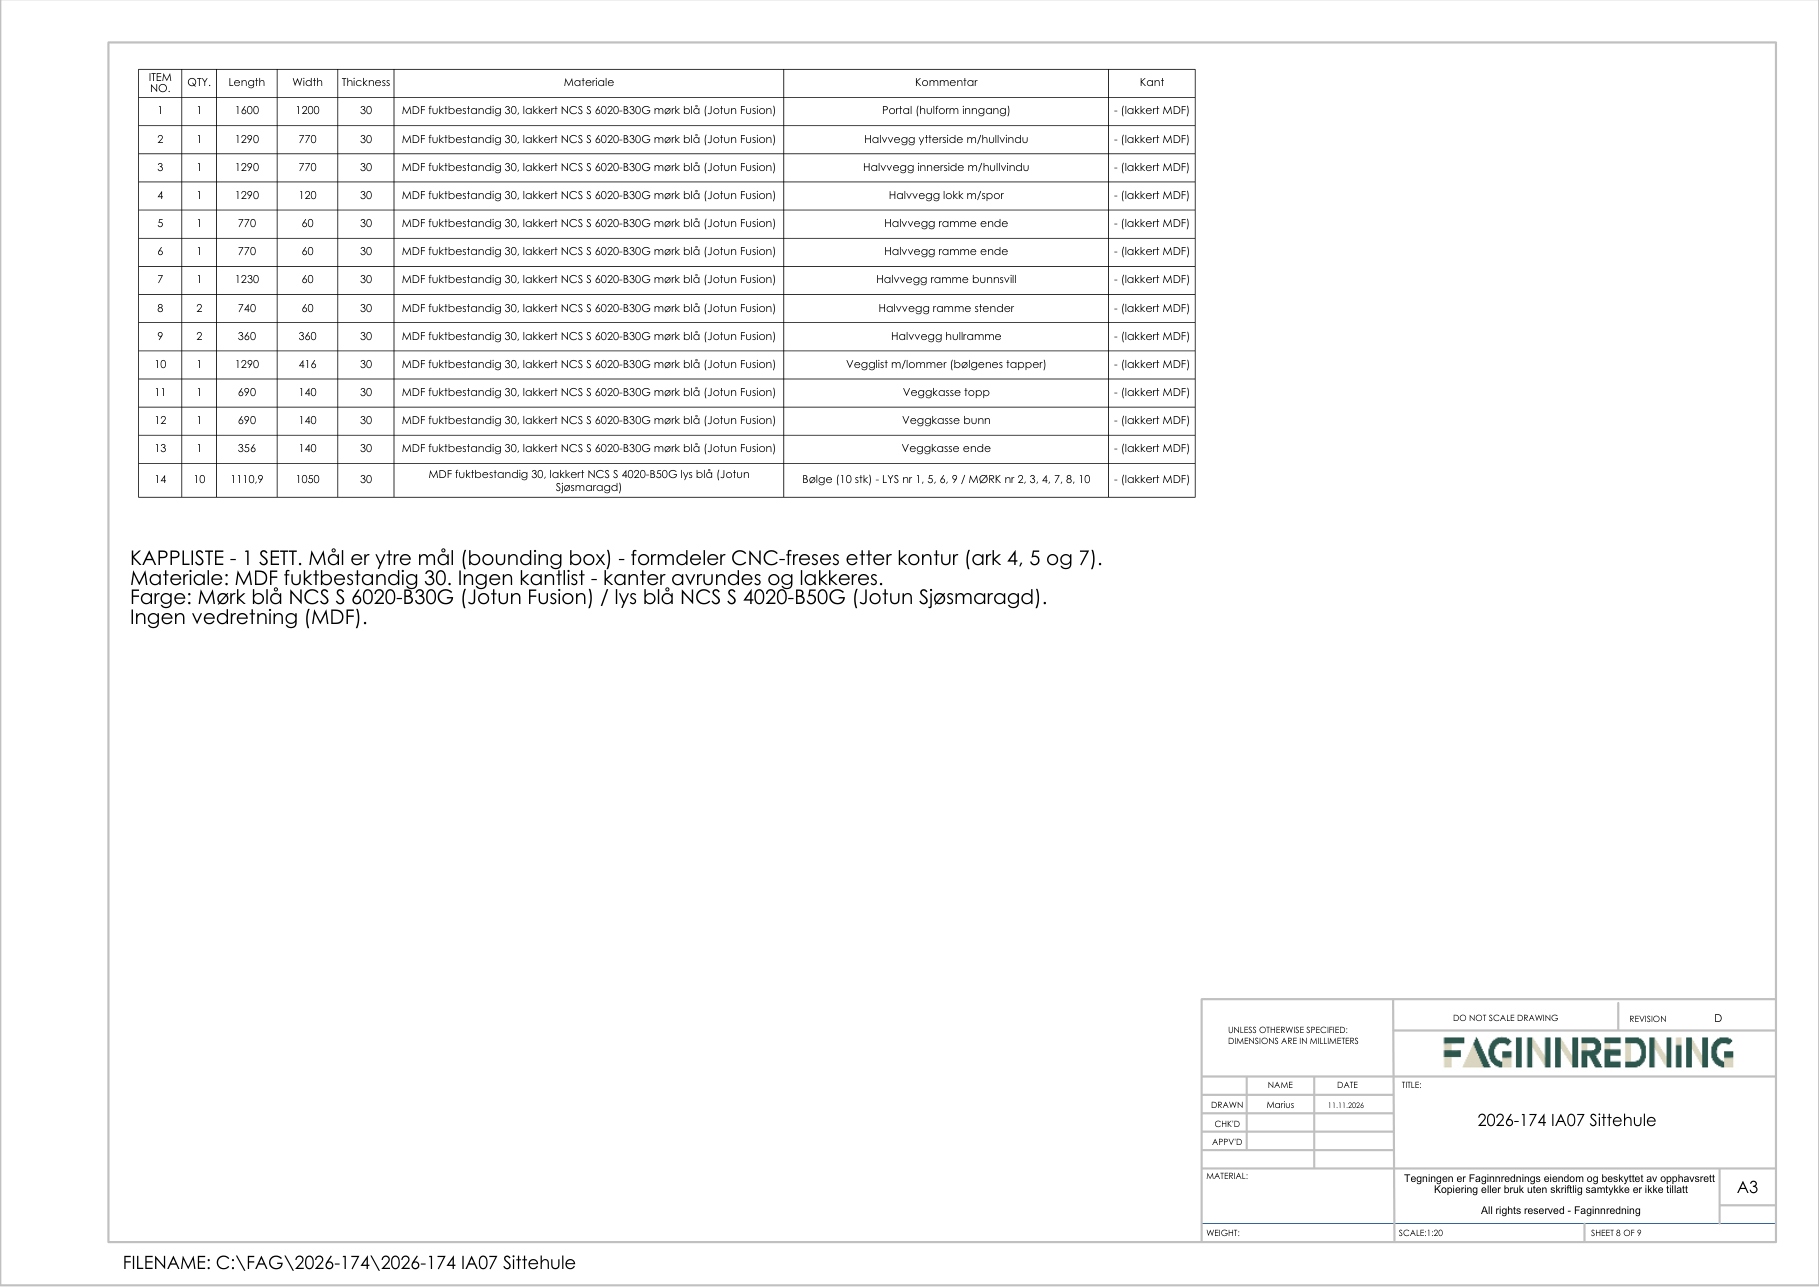 ITEM NO. QTY. Length Width Thickness Materiale Kommentar Kant
1 1 1600 1200 30 MDF fuktbestandig 30, lakkert NCS S 6020-B30G mørk blå (Jotun Fusion) Portal (hulform inngang) - (lakkert MDF)
2 1 1290 770 30 MDF fuktbestandig 30, lakkert NCS S 6020-B30G mørk blå (Jotun Fusion) Halvvegg ytterside m/hullvindu - (lakkert MDF)
3 1 1290 770 30 MDF fuktbestandig 30, lakkert NCS S 6020-B30G mørk blå (Jotun Fusion) Halvvegg innerside m/hullvindu - (lakkert MDF)
4 1 1290 120 30 MDF fuktbestandig 30, lakkert NCS S 6020-B30G mørk blå (Jotun Fusion) Halvvegg lokk m/spor - (lakkert MDF)
5 1 770 60 30 MDF fuktbestandig 30, lakkert NCS S 6020-B30G mørk blå (Jotun Fusion) Halvvegg ramme ende - (lakkert MDF)
6 1 770 60 30 MDF fuktbestandig 30, lakkert NCS S 6020-B30G mørk blå (Jotun Fusion) Halvvegg ramme ende - (lakkert MDF)
7 1 1230 60 30 MDF fuktbestandig 30, lakkert NCS S 6020-B30G mørk blå (Jotun Fusion) Halvvegg ramme bunnsvill - (lakkert MDF)
8 2 740 60 30 MDF fuktbestandig 30, lakkert NCS S 6020-B30G mørk blå (Jotun Fusion) Halvvegg ramme stender - (lakkert MDF)
9 2 360 360 30 MDF fuktbestandig 30, lakkert NCS S 6020-B30G mørk blå (Jotun Fusion) Halvvegg hullramme - (lakkert MDF)
10 1 1290 416 30 MDF fuktbestandig 30, lakkert NCS S 6020-B30G mørk blå (Jotun Fusion) Vegglist m/lommer (bølgenes tapper) - (lakkert MDF)
11 1 690 140 30 MDF fuktbestandig 30, lakkert NCS S 6020-B30G mørk blå (Jotun Fusion) Veggkasse topp - (lakkert MDF)
12 1 690 140 30 MDF fuktbestandig 30, lakkert NCS S 6020-B30G mørk blå (Jotun Fusion) Veggkasse bunn - (lakkert MDF)
13 1 356 140 30 MDF fuktbestandig 30, lakkert NCS S 6020-B30G mørk blå (Jotun Fusion) Veggkasse ende - (lakkert MDF)
14 10 1110,9 1050 30 MDF fuktbestandig 30, lakkert NCS S 4020-B50G lys blå (Jotun Sjøsmaragd) Bølge (10 stk) - LYS nr 1, 5, 6, 9 / MØRK nr 2, 3, 4, 7, 8, 10 - (lakkert MDF)
KAPPLISTE - 1 SETT. Mål er ytre mål (bounding box) - formdeler CNC-freses etter kontur (ark 4, 5 og 7).
Materiale: MDF fuktbestandig 30. Ingen kantlist - kanter avrundes og lakkeres.
Farge: Mørk blå NCS S 6020-B30G (Jotun Fusion) / lys blå NCS S 4020-B50G (Jotun Sjøsmaragd).
Ingen vedretning (MDF).
UNLESS OTHERWISE SPECIFIED:
DIMENSIONS ARE IN MILLIMETERS
DO NOT SCALE DRAWING
REVISION D
FAGINNREDNiNG
NAME DATE
DRAWN Marius 11.11.2026
CHK'D
APPV'D
TITLE:
2026-174 IA07 Sittehule
MATERIAL:
Tegningen er Faginnrednings eiendom og beskyttet av opphavsrett
Kopiering eller bruk uten skriftlig samtykke er ikke tillatt
All rights reserved - Faginnredning
A3
WEIGHT:
SCALE:1:20
SHEET 8 OF 9
FILENAME: C:\FAG\2026-174\2026-174 IA07 Sittehule